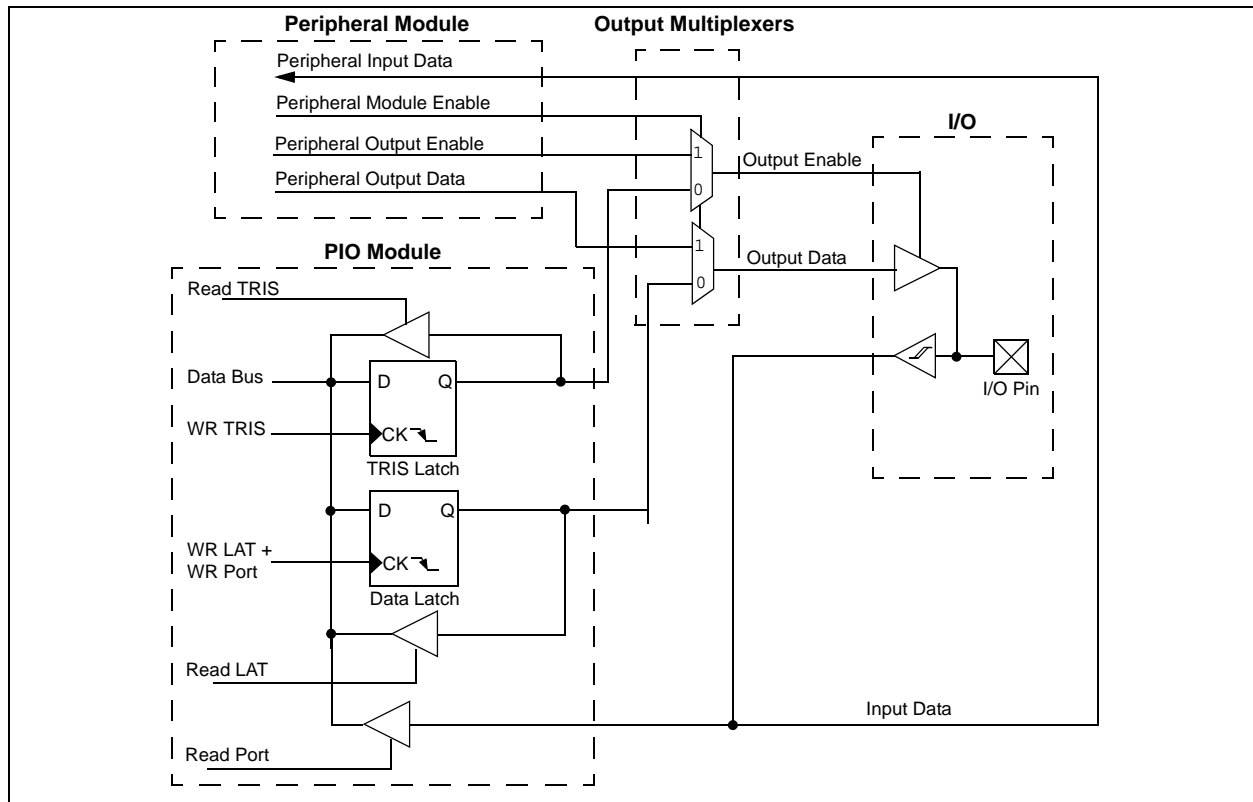 Peripheral Module
Output Multiplexers
Peripheral Input Data
Peripheral Module Enable
I/O
Peripheral Output Enable
1
Output Enable
Peripheral Output Data
0
PIO Module
1
Output Data
0
Read TRIS
Data Bus
D
Q
I/O Pin
WR TRIS
CK
TRIS Latch
D
Q
WR LAT +
WR Port
CK
Data Latch
Read LAT
Input Data
Read Port